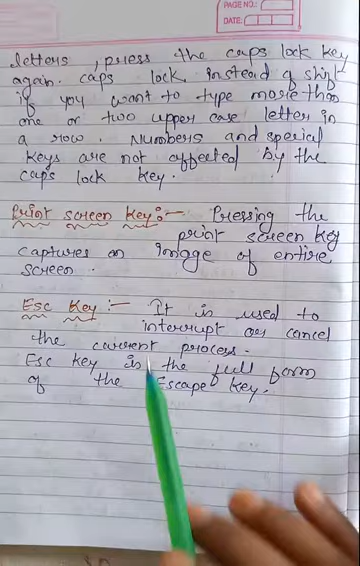 PAGE NO.:
DATE:
letters, press the caps lock key
again. caps lock instead of shift
if you want to type more than
one or two upper case letter in
a row. Numbers and special
keys are not affected by the
caps lock key.
Print screen key:- Pressing the
print screen key
captures an image of entire
screen.
Esc Key:- It is used to
interrupt or cancel
the current process.
Esc key is the full form
of the Escape key.